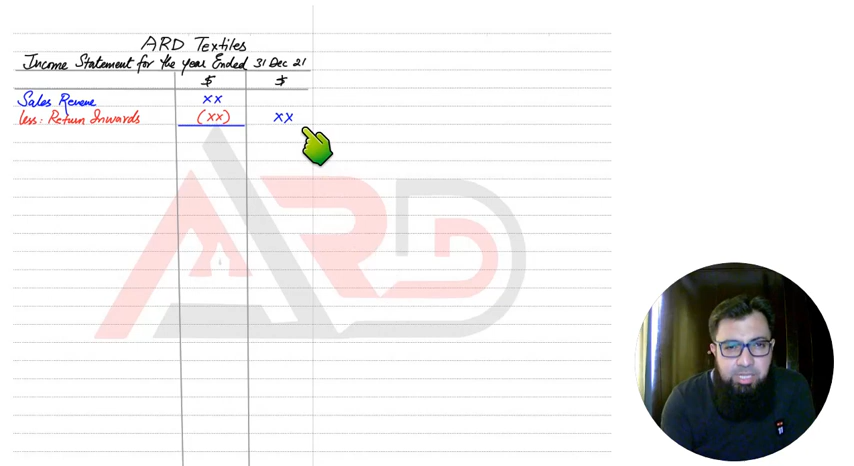 ARD Textiles
Income Statement for the year Ended 31 Dec 21
$ $
Sales Revenue xx
less: Return Inwards (xx) xx
ARD